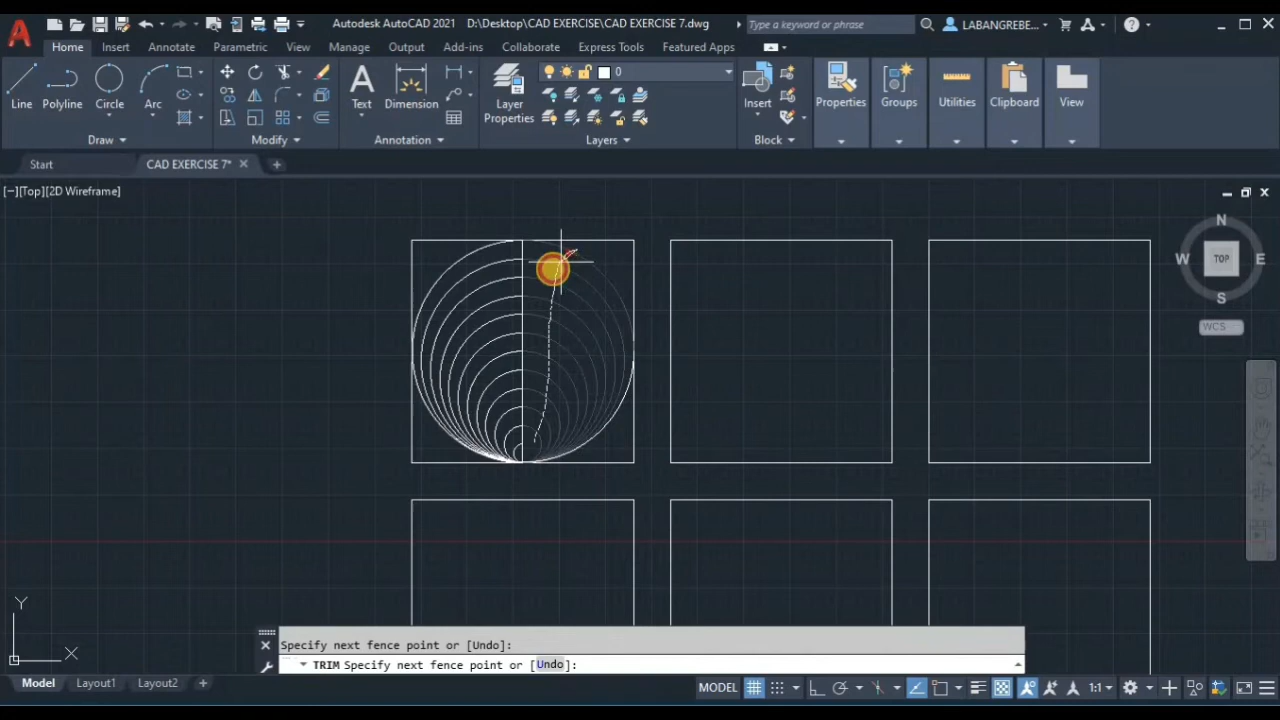 Autodesk AutoCAD 2021 D:\Desktop\CAD EXERCISE\CAD EXERCISE 7.dwg
Type a keyword or phrase
LABANGREBE...
Home Insert Annotate Parametric View Manage Output Add-ins Collaborate Express Tools Featured Apps
0
Line Polyline Circle Arc
Text Dimension
Layer Properties
Insert
Properties Groups Utilities Clipboard View
Draw Modify Annotation Layers Block
Start CAD EXERCISE 7*
[−][Top][2D Wireframe]
N
W TOP E
S
WCS
Y
X
Specify next fence point or [Undo]:
TRIM Specify next fence point or [Undo]:
Model Layout1 Layout2
MODEL 1:1